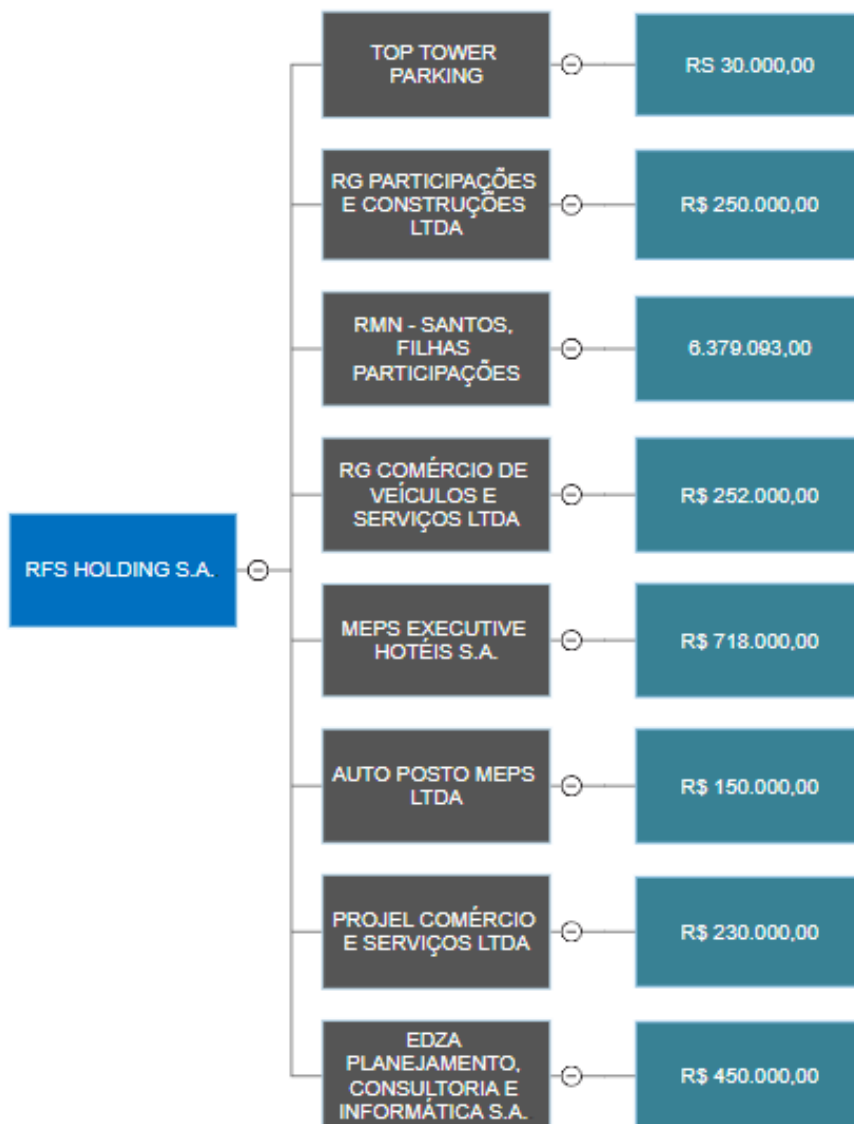 TOP TOWER
PARKING
RS 30.000,00
RG PARTICIPAÇÕES
E CONSTRUÇÕES
LTDA
R$ 250.000,00
RMN - SANTOS,
FILHAS
PARTICIPAÇÕES
6.379.093,00
RG COMÉRCIO DE
VEÍCULOS E
SERVIÇOS LTDA
R$ 252.000,00
RFS HOLDING S.A.
MEPS EXECUTIVE
HOTÉIS S.A.
R$ 718.000,00
AUTO POSTO MEPS
LTDA
R$ 150.000,00
PROJEL COMÉRCIO
E SERVIÇOS LTDA
R$ 230.000,00
EDZA
PLANEJAMENTO,
CONSULTORIA E
INFORMÁTICA S.A.
R$ 450.000,00